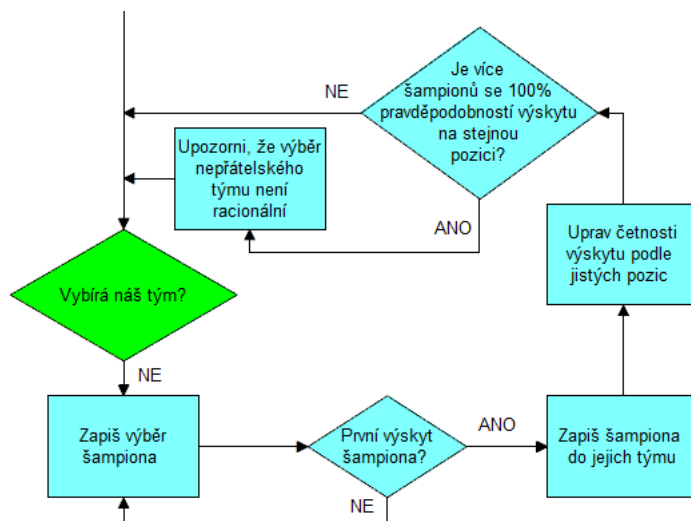 Je více
šampionů se 100%
pravděpodobností výskytu
na stejnou
pozici?
NE
Upozorni, že výběr
nepřátelského
týmu není
racionální
ANO
Uprav četnosti
výskytu podle
jistých pozic
Vybírá náš tým?
NE
Zapiš výběr
šampiona
První výskyt
šampiona?
ANO
Zapiš šampiona
do jejich týmu
NE